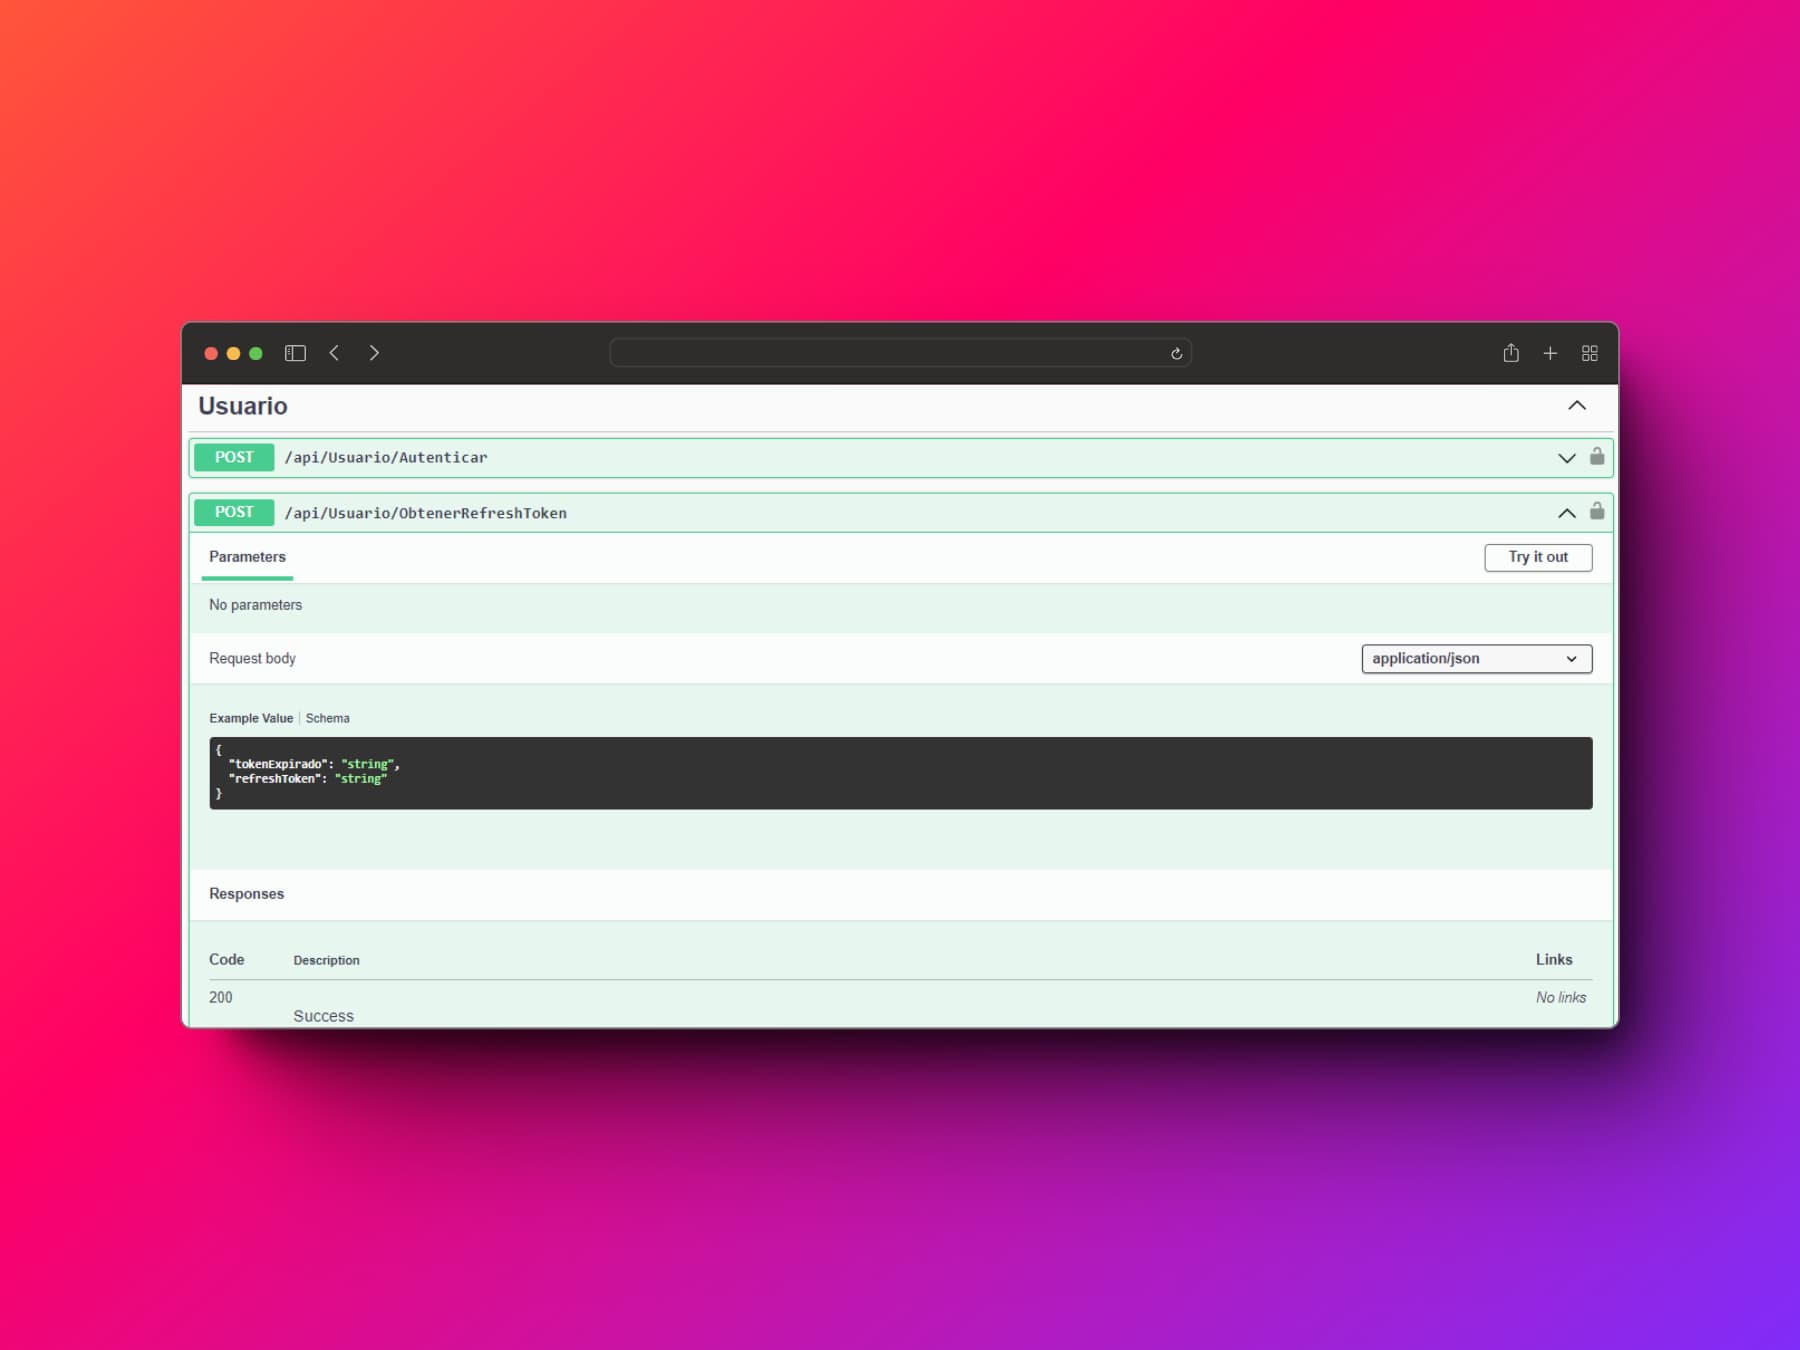 Usuario
POST /api/Usuario/Autenticar
POST /api/Usuario/ObtenerRefreshToken
Parameters
Try it out
No parameters
Request body
application/json
Example Value | Schema
{
"tokenExpirado": "string",
"refreshToken": "string"
}
Responses
Code Description Links
200 No links
Success